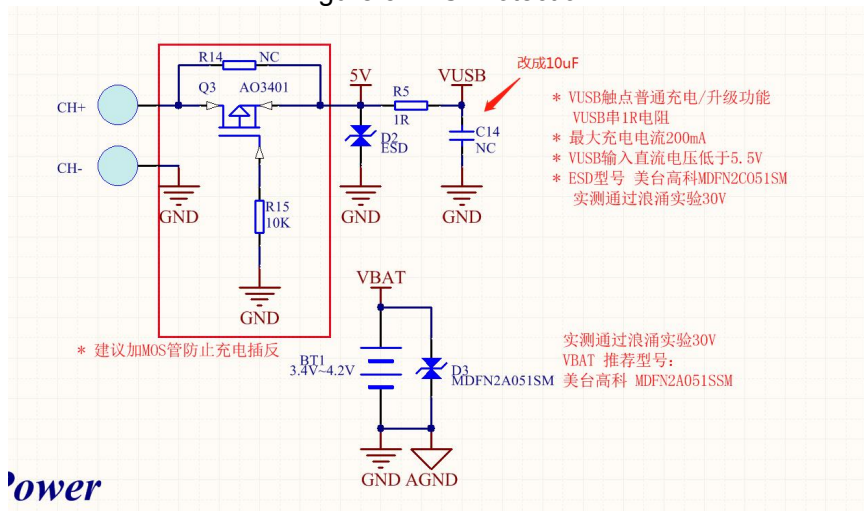 R14 NC
Q3 AO3401
CH+
CH-
GND
R15
10K
GND
* 建议加MOS管防止充电插反
5V
R5
1R
VUSB
D2
ESD
C14
NC
GND
GND
改成10uF
* VUSB触点普通充电/升级功能
VUSB串1R电阻
* 最大充电电流200mA
* VUSB输入直流电压低于5.5V
* ESD型号 美台高科MDFN2C051SM
实测通过浪涌实验30V
VBAT
BT1
3.4V~4.2V
D3
MDFN2A051SM
GND AGND
实测通过浪涌实验30V
VBAT 推荐型号:
美台高科 MDFN2A051SSM
Power